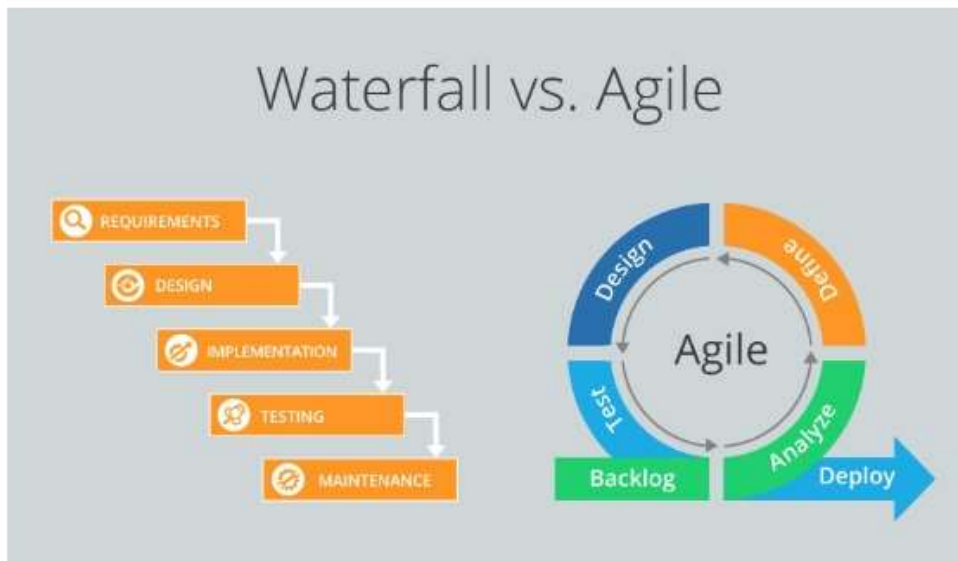 Waterfall vs. Agile
REQUIREMENTS
DESIGN
IMPLEMENTATION
TESTING
MAINTENANCE
Design
Define
Agile
Test
Analyze
Backlog
Deploy